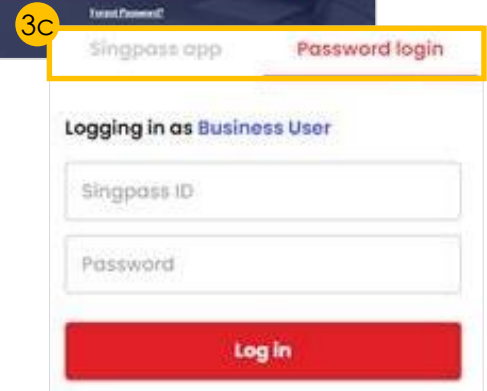 Forgot Password?
3c
Singpass app Password login
Logging in as Business User
Singpass ID
Password
Log in